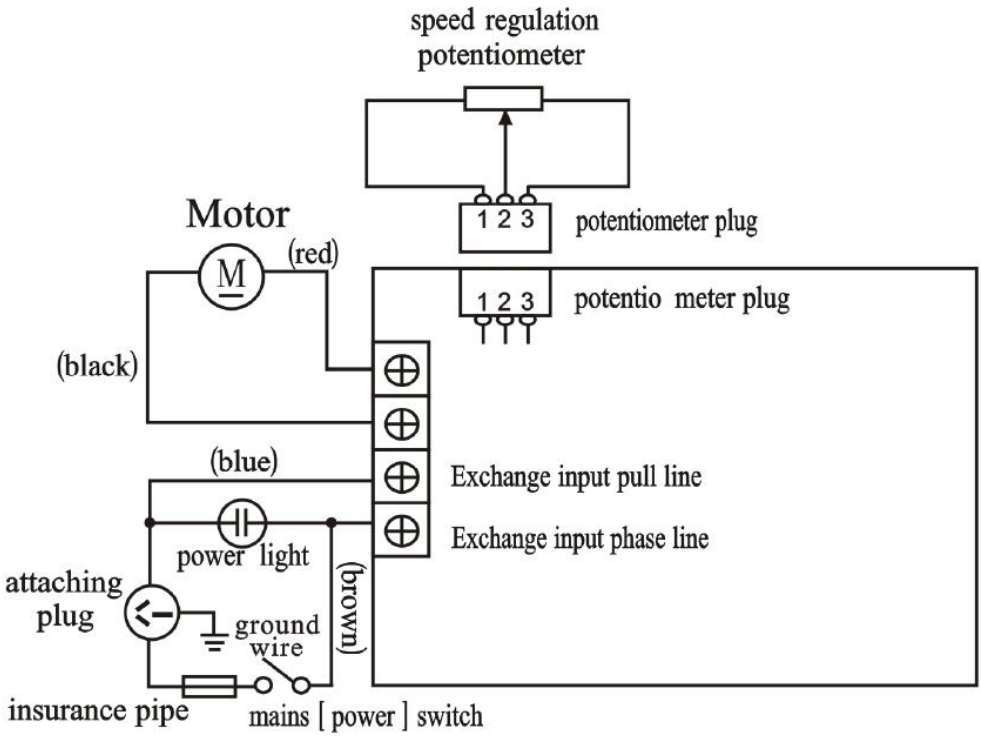 speed regulation
potentiometer
1 2 3
potentiometer plug
Motor
(red)
M
1 2 3
potentio meter plug
(black)
(blue)
Exchange input pull line
power light
Exchange input phase line
(brown)
attaching
plug
ground
wire
insurance pipe
mains [ power ] switch